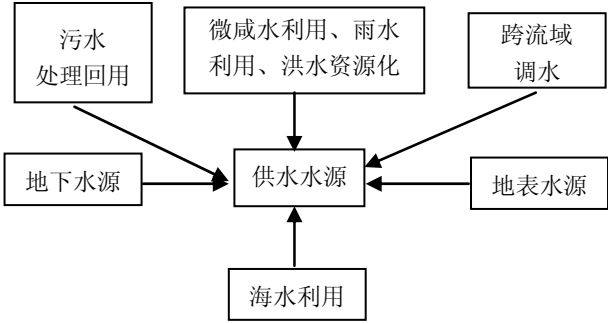 污水
处理回用
微咸水利用、雨水
利用、洪水资源化
跨流域
调水
地下水源
供水水源
地表水源
海水利用